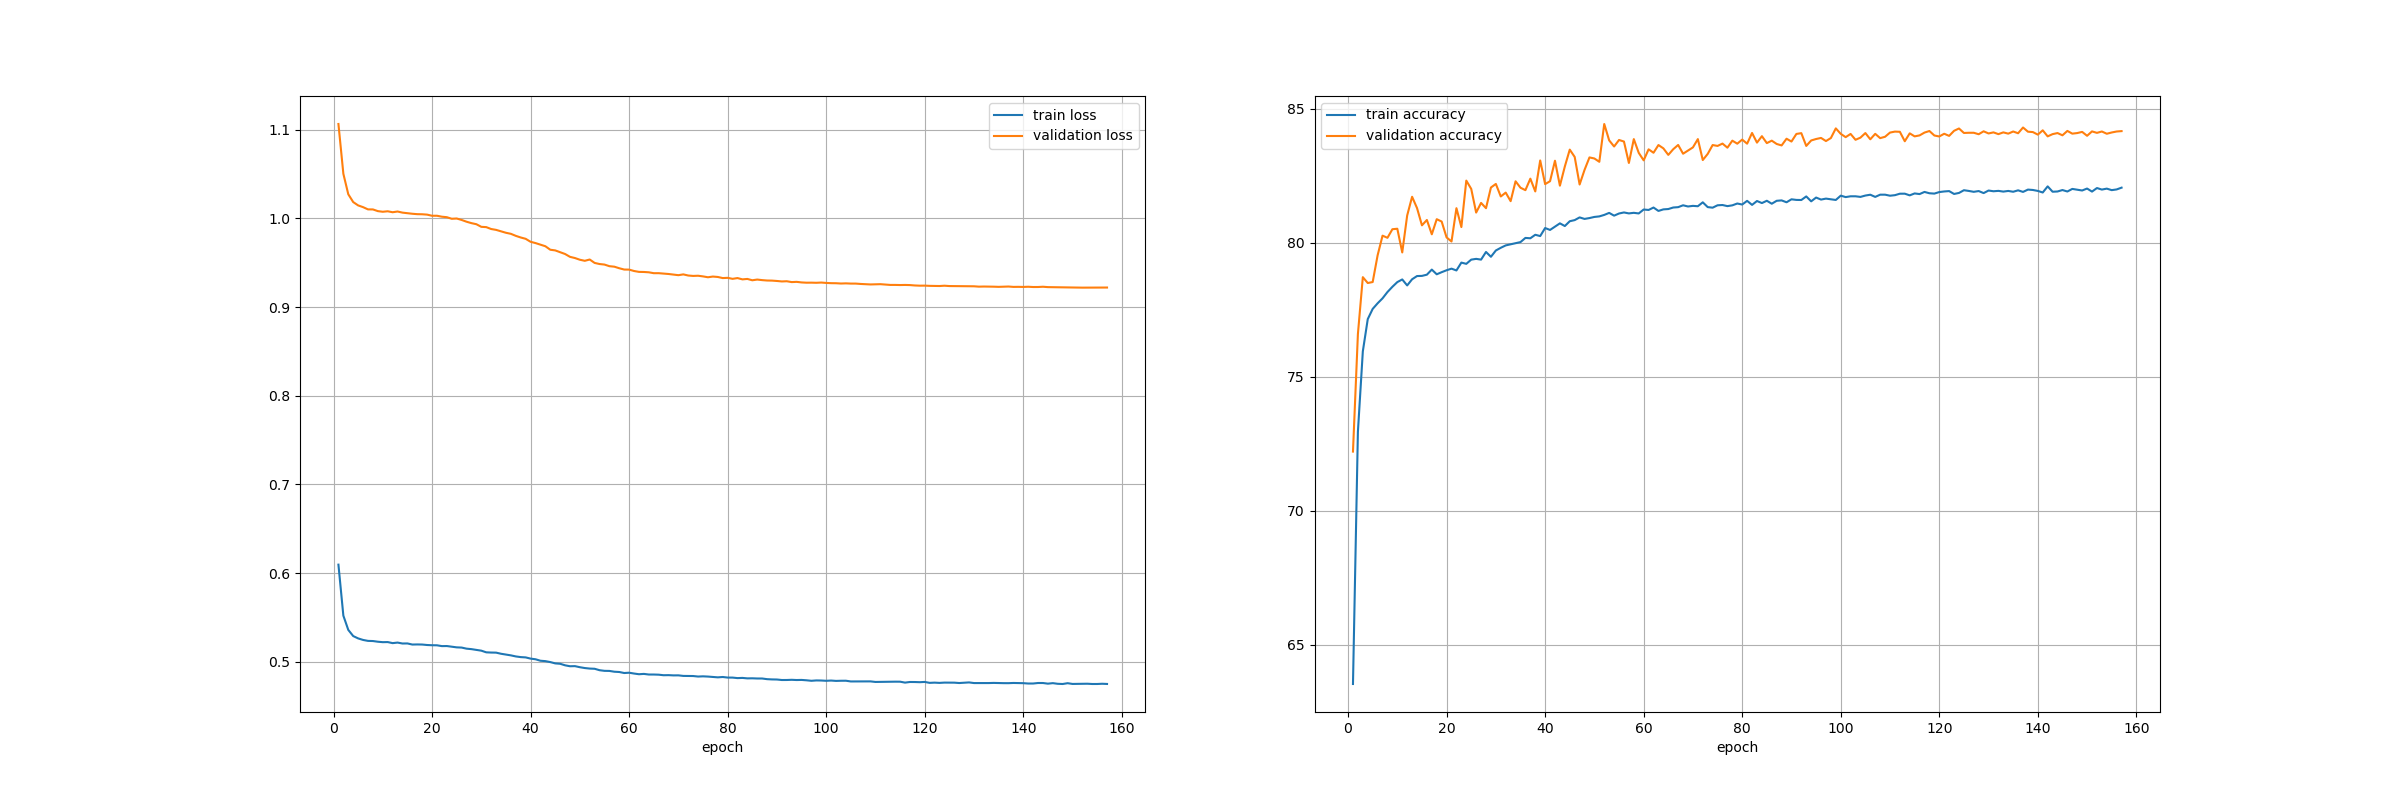 train loss
validation loss
1.1
1.0
0.9
0.8
0.7
0.6
0.5
0 20 40 60 80 100 120 140 160
epoch
train accuracy
validation accuracy
85
80
75
70
65
0 20 40 60 80 100 120 140 160
epoch